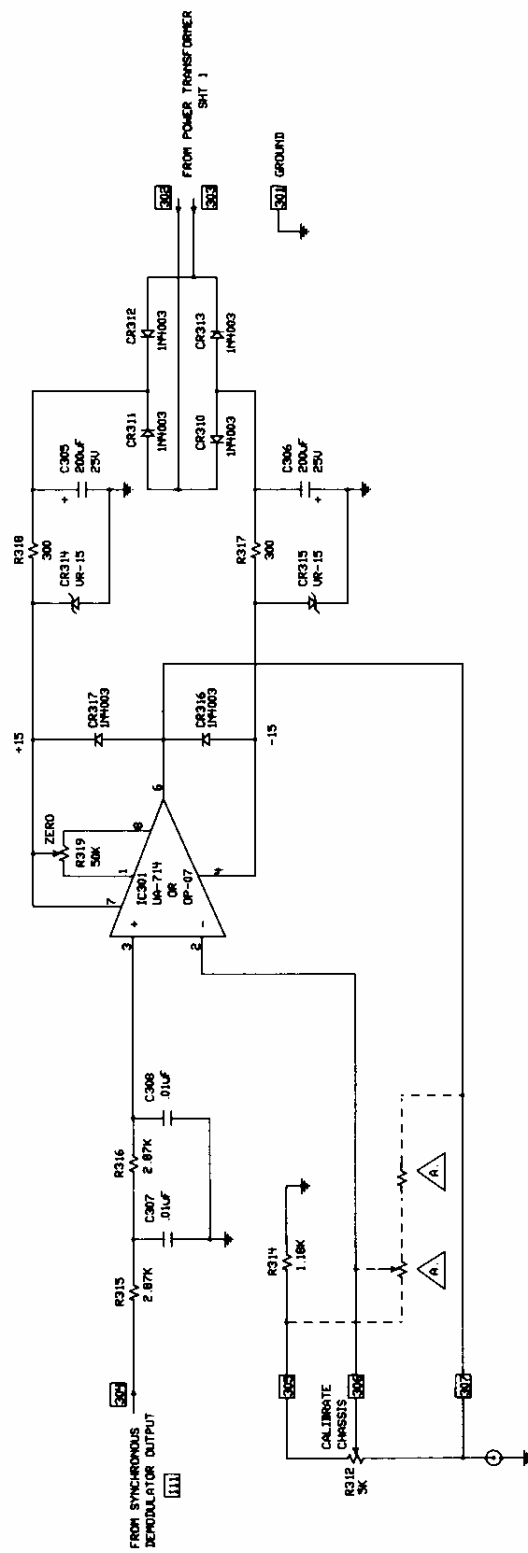 FROM SYNCHRONOUS
DEMODULATOR OUTPUT
111
304
R315
2.87K
C307
.01uF
R316
2.87K
C308
.01uF
3
+
2
-
7
1
8
6
4
IC301
UA-714
OR
OP-07
ZERO
R319
50K
+15
-15
CR317
1N4003
CR316
1N4003
R318
300
CR314
VR-15
C305
200uF
25V
+
R317
300
CR315
VR-15
C306
200uF
25V
+
CR311
1N4003
CR312
1N4003
CR310
1N4003
CR313
1N4003
302
303
FROM POWER TRANSFORMER
SHT 1
301
GROUND
R314
1.18K
305
306
307
CALIBRATE
CHASSIS
R312
5K
A.
A.